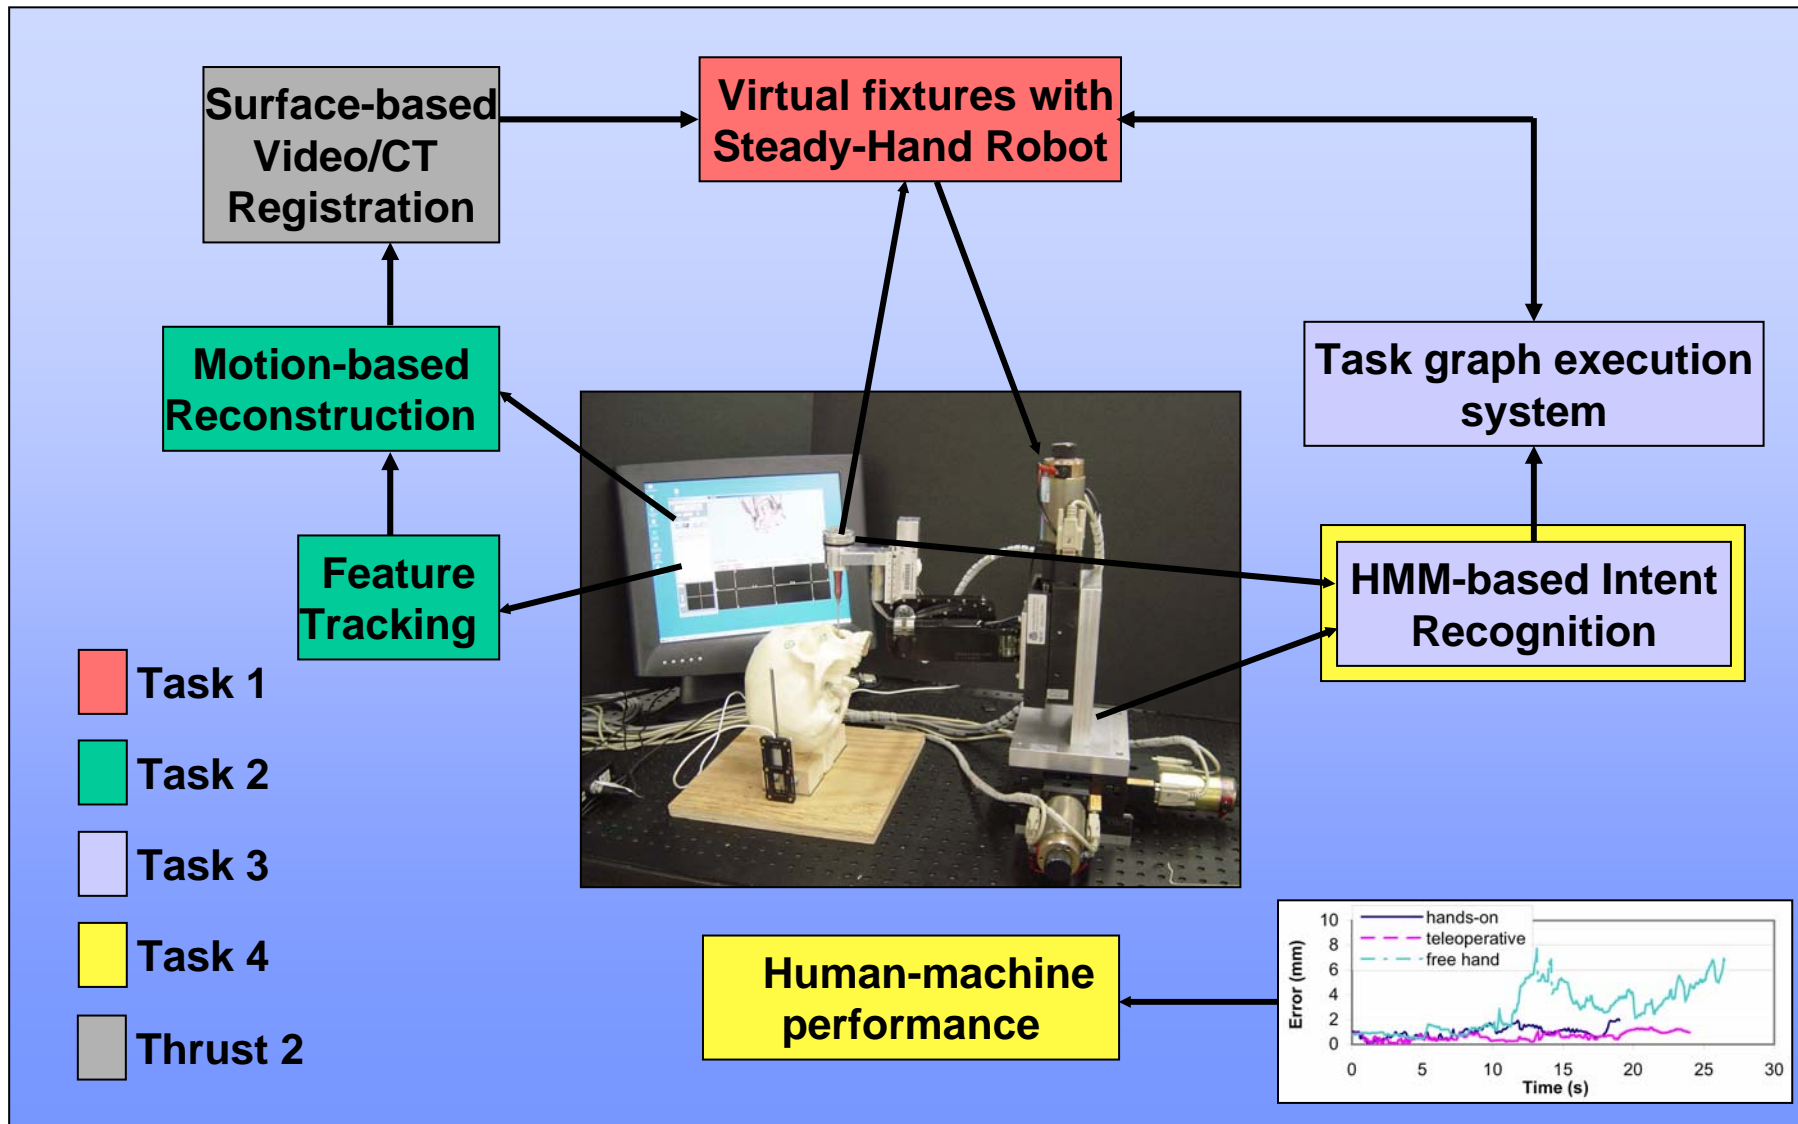 Surface-based
Video/CT
Registration
Virtual fixtures with
Steady-Hand Robot
Motion-based
Reconstruction
Task graph execution
system
Feature
Tracking
HMM-based Intent
Recognition
Task 1
Task 2
Task 3
Task 4
Thrust 2
Human-machine
performance
10
8
6
4
2
0
Error (mm)
hands-on
teleoperative
free hand
0 5 10 15 20 25 30
Time (s)